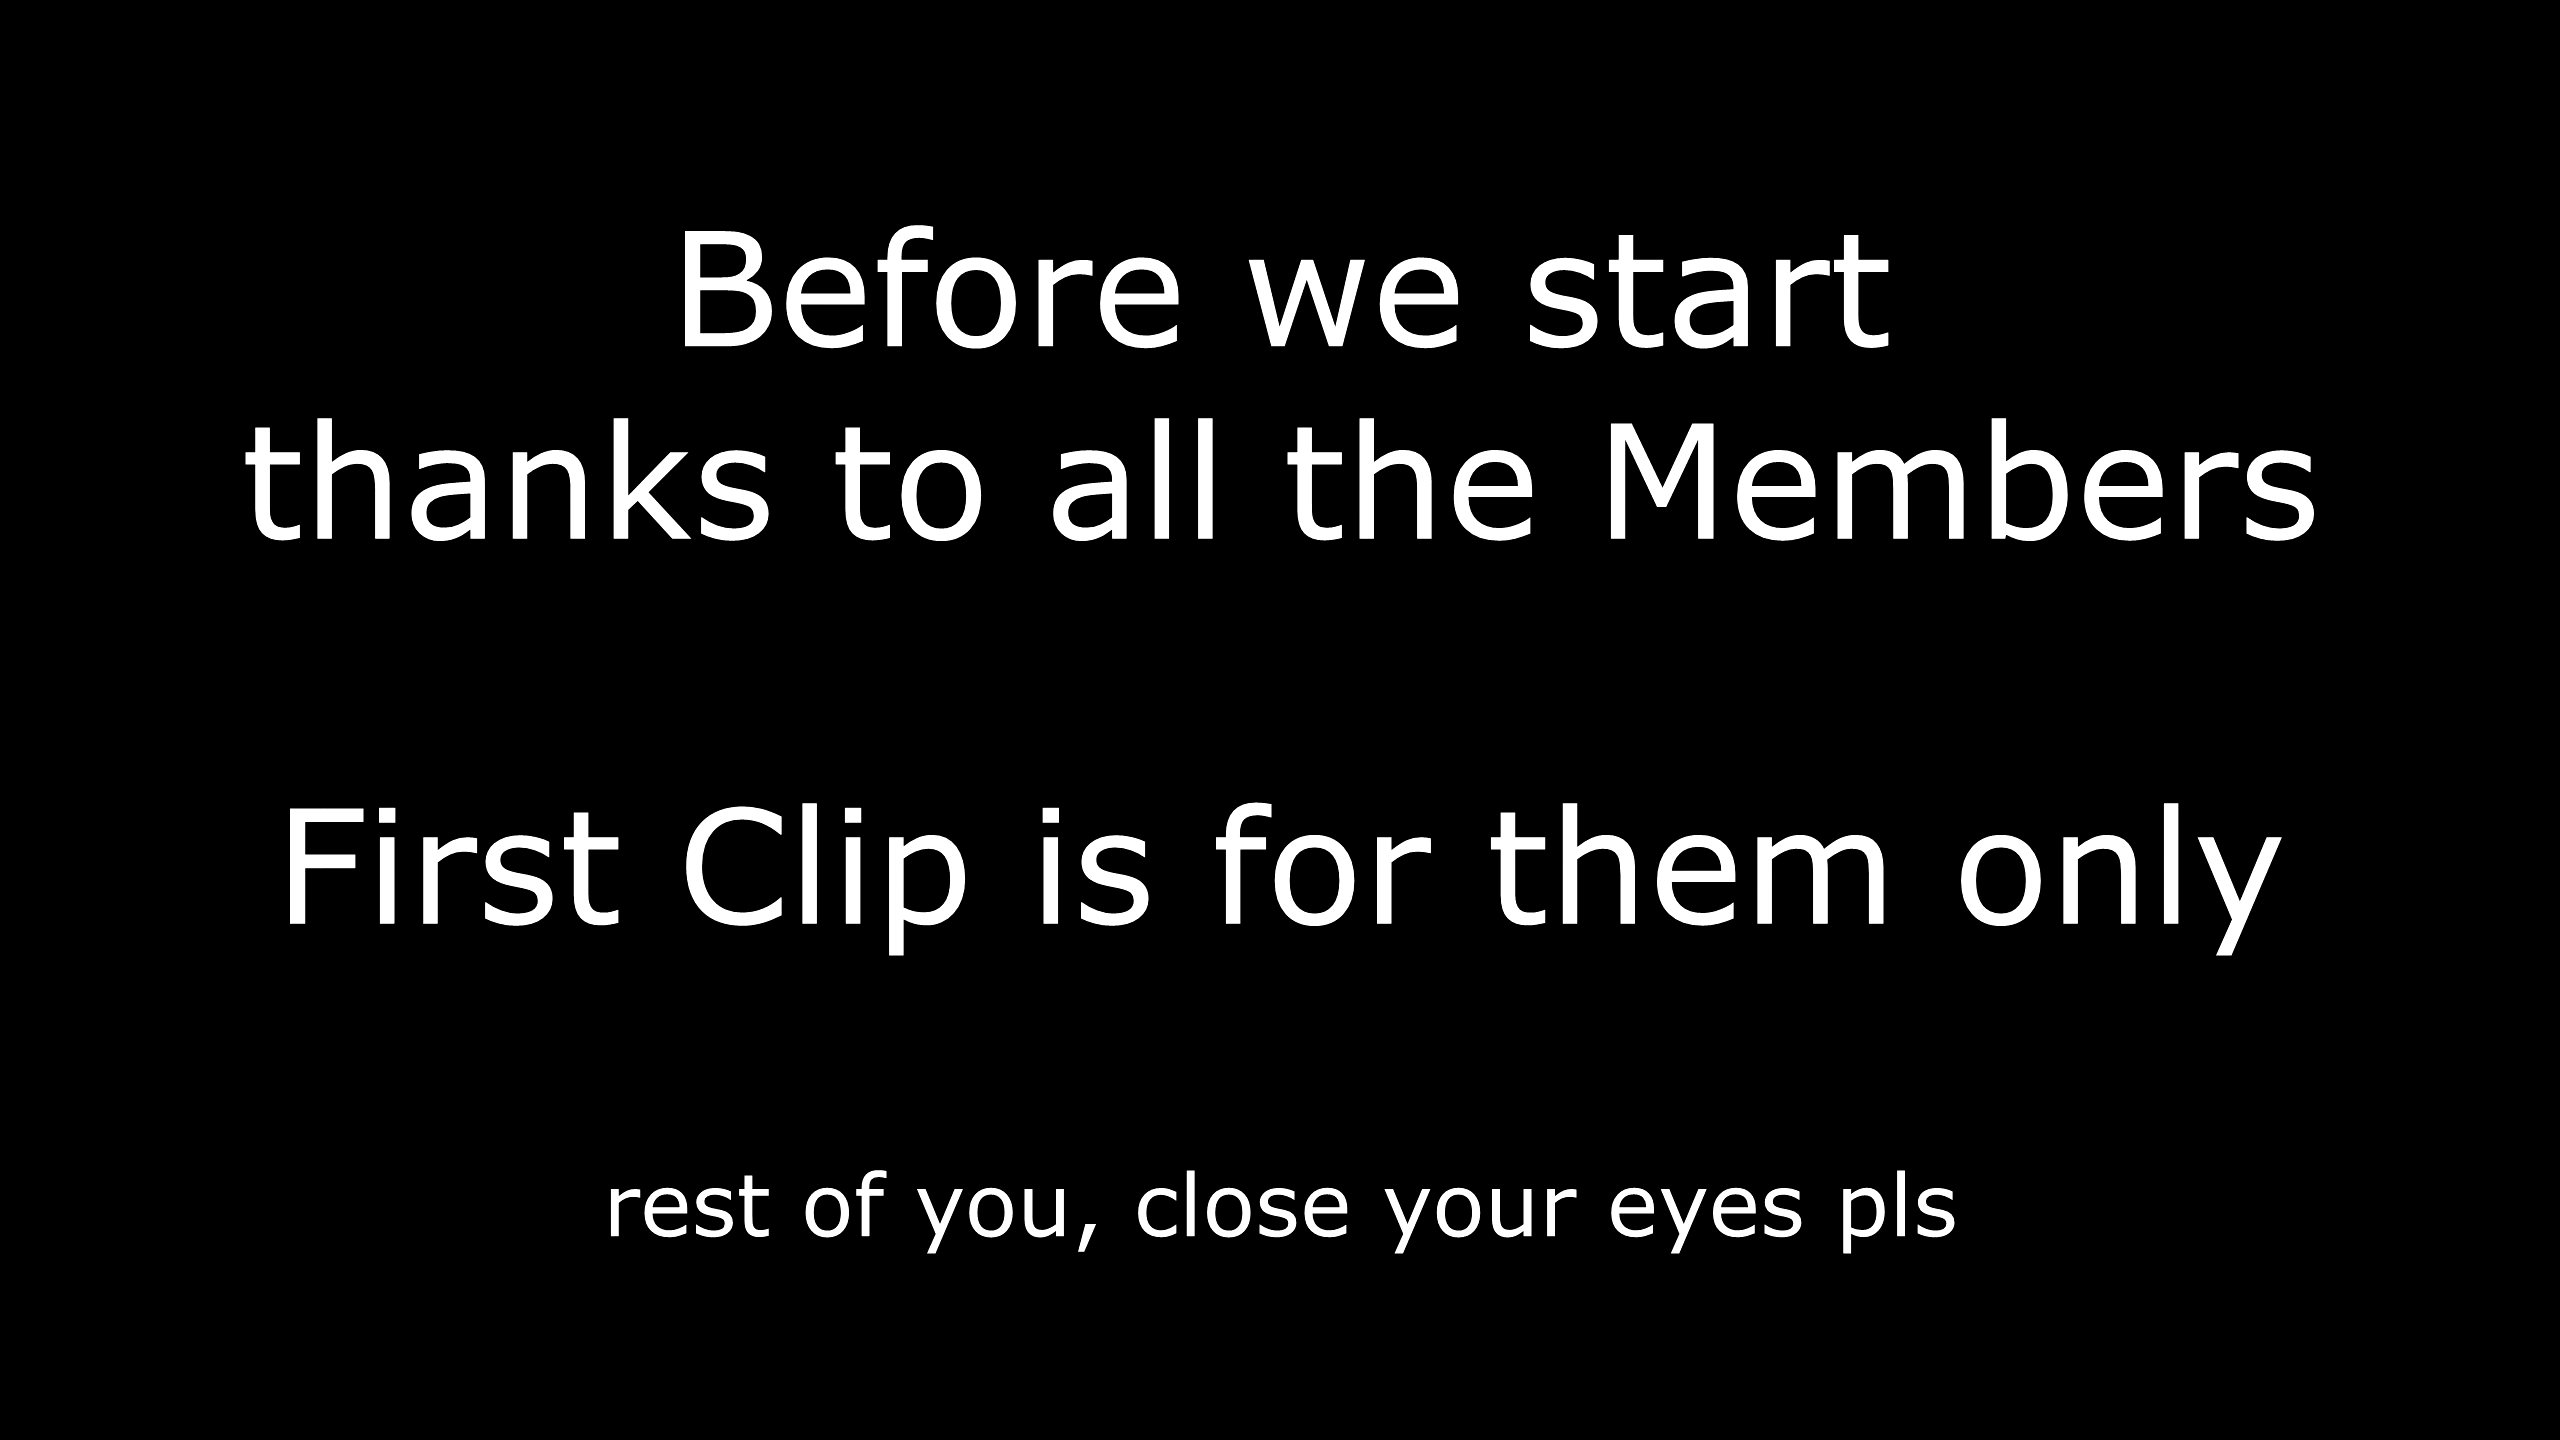 Before we start
thanks to all the Members
First Clip is for them only
rest of you, close your eyes pls